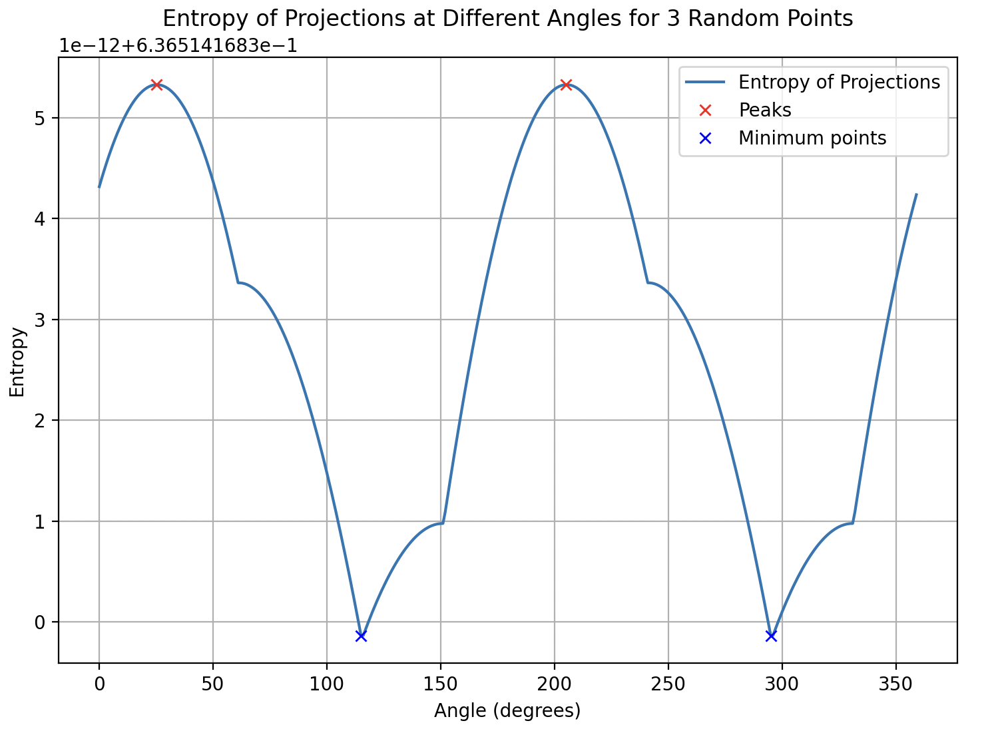 Entropy of Projections at Different Angles for 3 Random Points
1e−12+6.365141683e−1
Entropy of Projections
Peaks
Minimum points
5
4
3
2
1
0
Entropy
0 50 100 150 200 250 300 350
Angle (degrees)